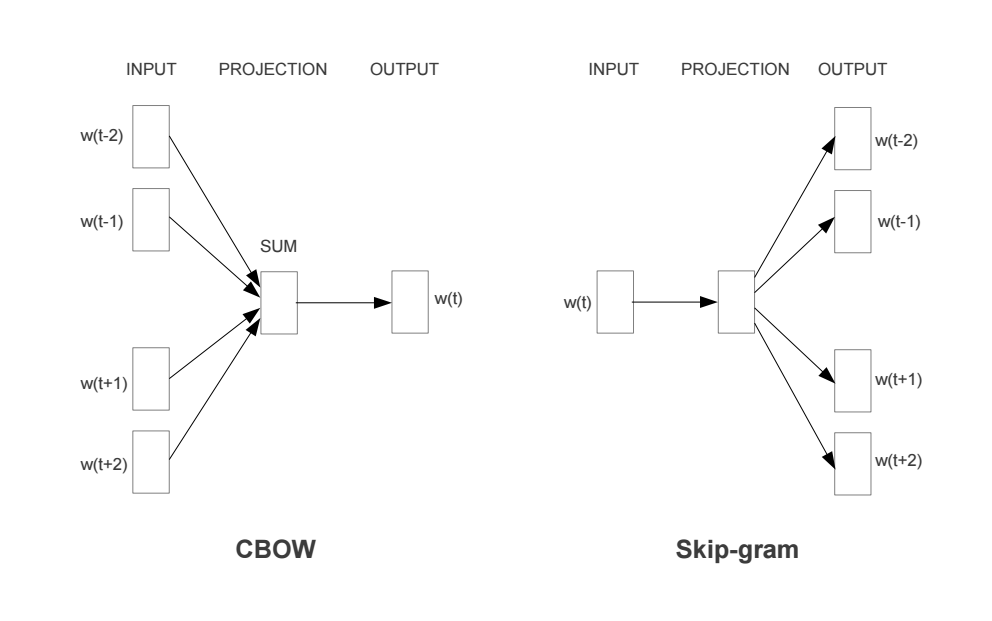 INPUT PROJECTION OUTPUT
w(t-2)
w(t-1)
SUM
w(t)
w(t+1)
w(t+2)
CBOW
INPUT PROJECTION OUTPUT
w(t-2)
w(t-1)
w(t)
w(t+1)
w(t+2)
Skip-gram